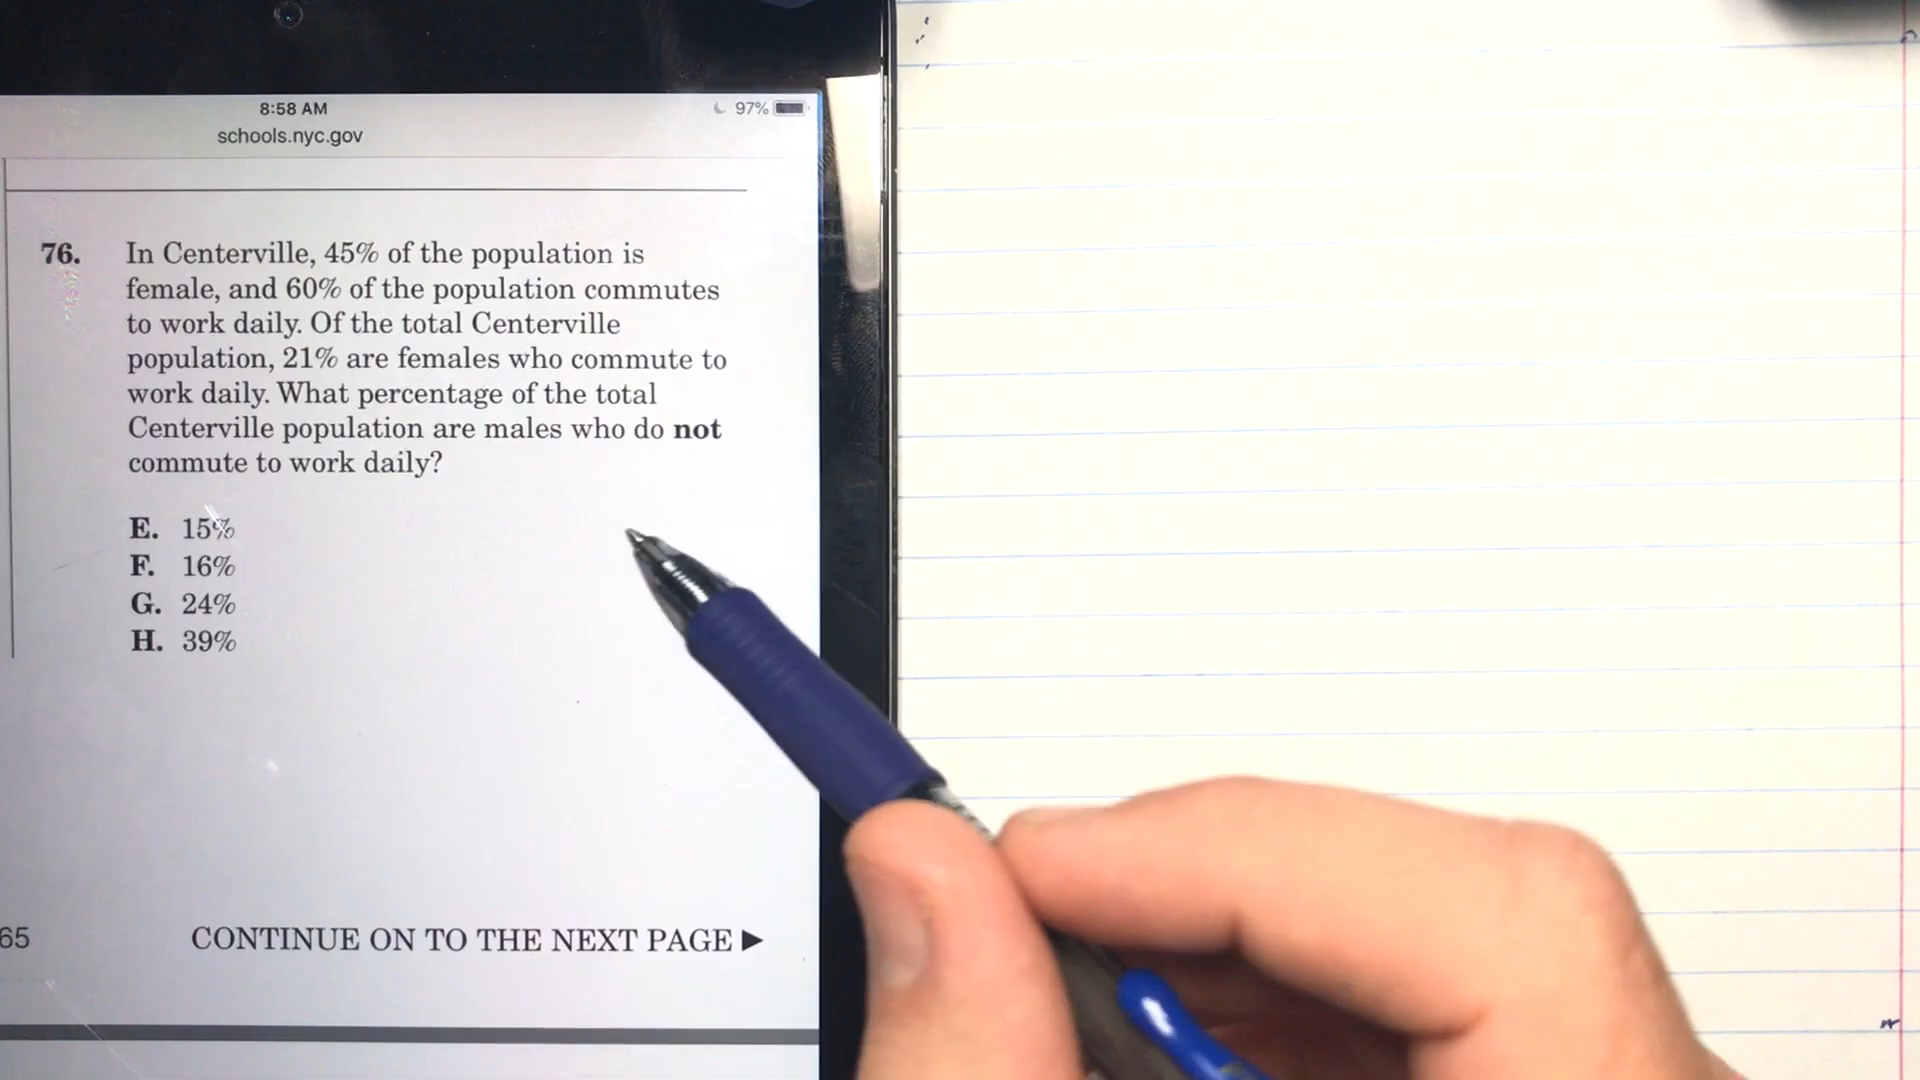 8:58 AM
97%
schools.nyc.gov
76. In Centerville, 45% of the population is
female, and 60% of the population commutes
to work daily. Of the total Centerville
population, 21% are females who commute to
work daily. What percentage of the total
Centerville population are males who do not
commute to work daily?
E. 15%
F. 16%
G. 24%
H. 39%
65 CONTINUE ON TO THE NEXT PAGE ▶